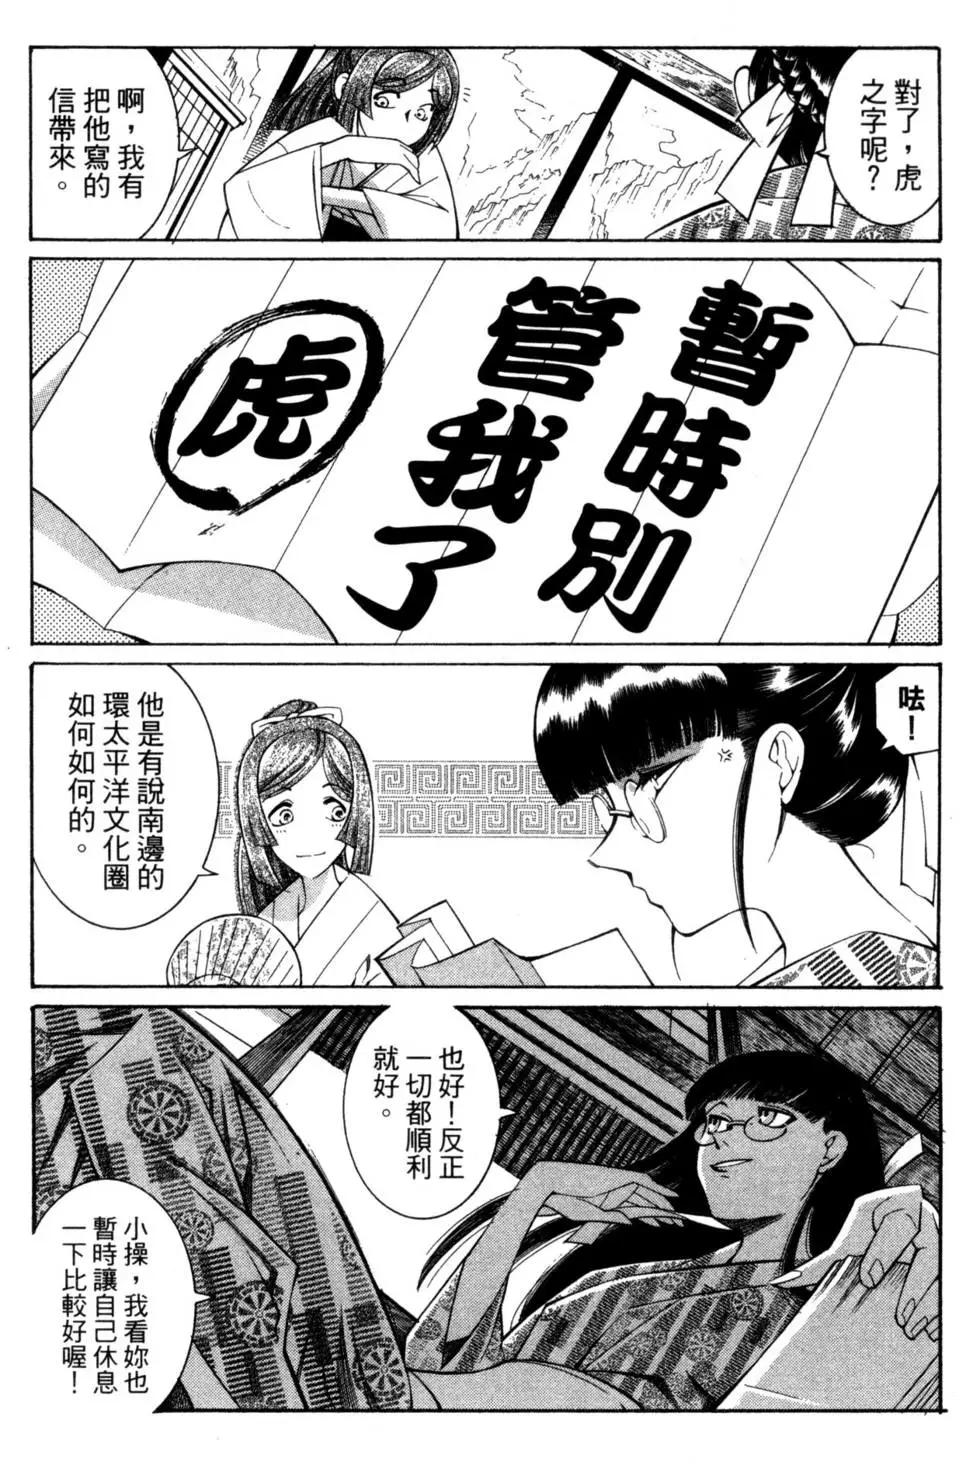 對了，虎
之字呢？
啊，我有
把他寫的
信帶來。
暫時別
管我了
虎
呿！
他是有說南邊的
環太平洋文化圈
如何如何的。
也好！反正
一切都順利
就好。
小操，我看妳也
暫時讓自己休息
一下比較好喔！